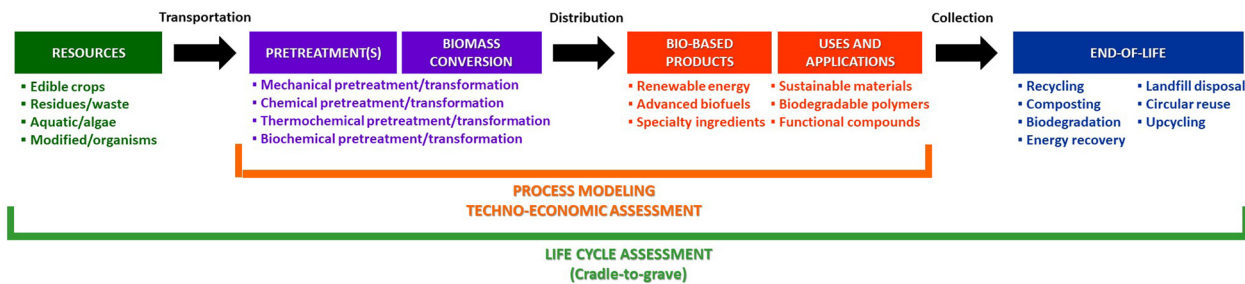 Transportation
Distribution
Collection
RESOURCES
PRETREATMENT(S)
BIOMASS
CONVERSION
BIO-BASED
PRODUCTS
USES AND
APPLICATIONS
END-OF-LIFE
▪ Edible crops
▪ Residues/waste
▪ Aquatic/algae
▪ Modified/organisms
▪ Mechanical pretreatment/transformation
▪ Chemical pretreatment/transformation
▪ Thermochemical pretreatment/transformation
▪ Biochemical pretreatment/transformation
▪ Renewable energy
▪ Advanced biofuels
▪ Specialty ingredients
▪ Sustainable materials
▪ Biodegradable polymers
▪ Functional compounds
▪ Recycling
▪ Composting
▪ Biodegradation
▪ Energy recovery
▪ Landfill disposal
▪ Circular reuse
▪ Upcycling
PROCESS MODELING
TECHNO-ECONOMIC ASSESSMENT
LIFE CYCLE ASSESSMENT
(Cradle-to-grave)